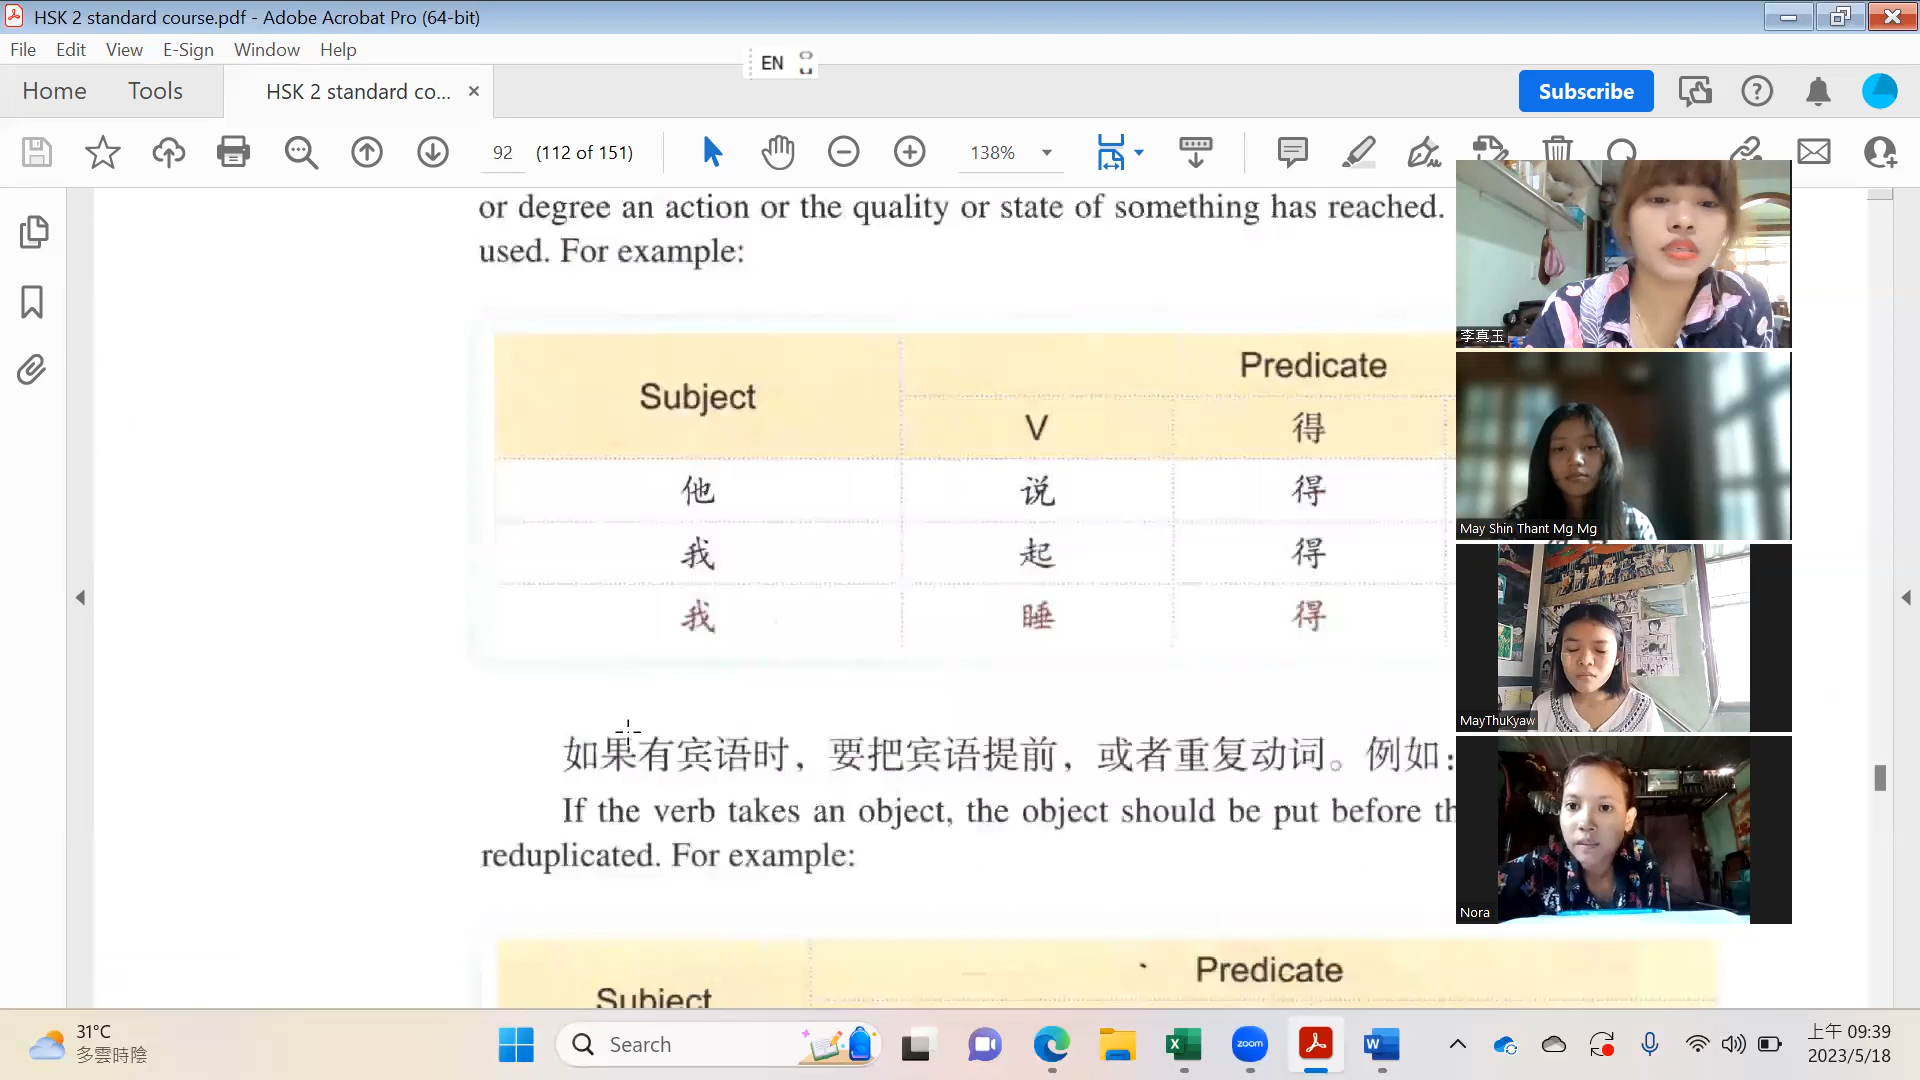 HSK 2 standard course.pdf - Adobe Acrobat Pro (64-bit)
File Edit View E-Sign Window Help
EN
Home Tools HSK 2 standard co... Subscribe
92 (112 of 151) 138%
or degree an action or the quality or state of something has reached.
used. For example:
Subject Predicate
V 得
他 说 得
我 起 得
我 睡 得
如果有宾语时，要把宾语提前，或者重复动词。例如：
If the verb takes an object, the object should be put before th
reduplicated. For example:
Subject Predicate
李真玉
May Shin Thant Mg Mg
MayThuKyaw
Nora
31°C
多雲時陰
Search
zoom
上午 09:39
2023/5/18